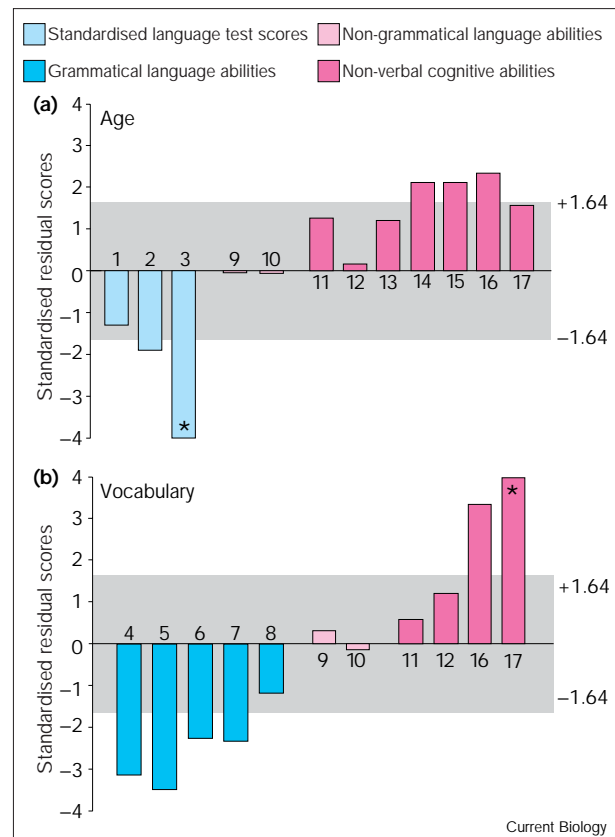 Standardised language test scores
Non-grammatical language abilities
Grammatical language abilities
Non-verbal cognitive abilities
(a)
Age
Standardised residual scores
4
3
2
1
0
−1
−2
−3
−4
1 2 3 9 10
11 12 13 14 15 16 17
*
+1.64
−1.64
(b)
Vocabulary
Standardised residual scores
4
3
2
1
0
−1
−2
−3
−4
4 5 6 7 8
9 10 11 12 16 17
*
+1.64
-1.64
Current Biology